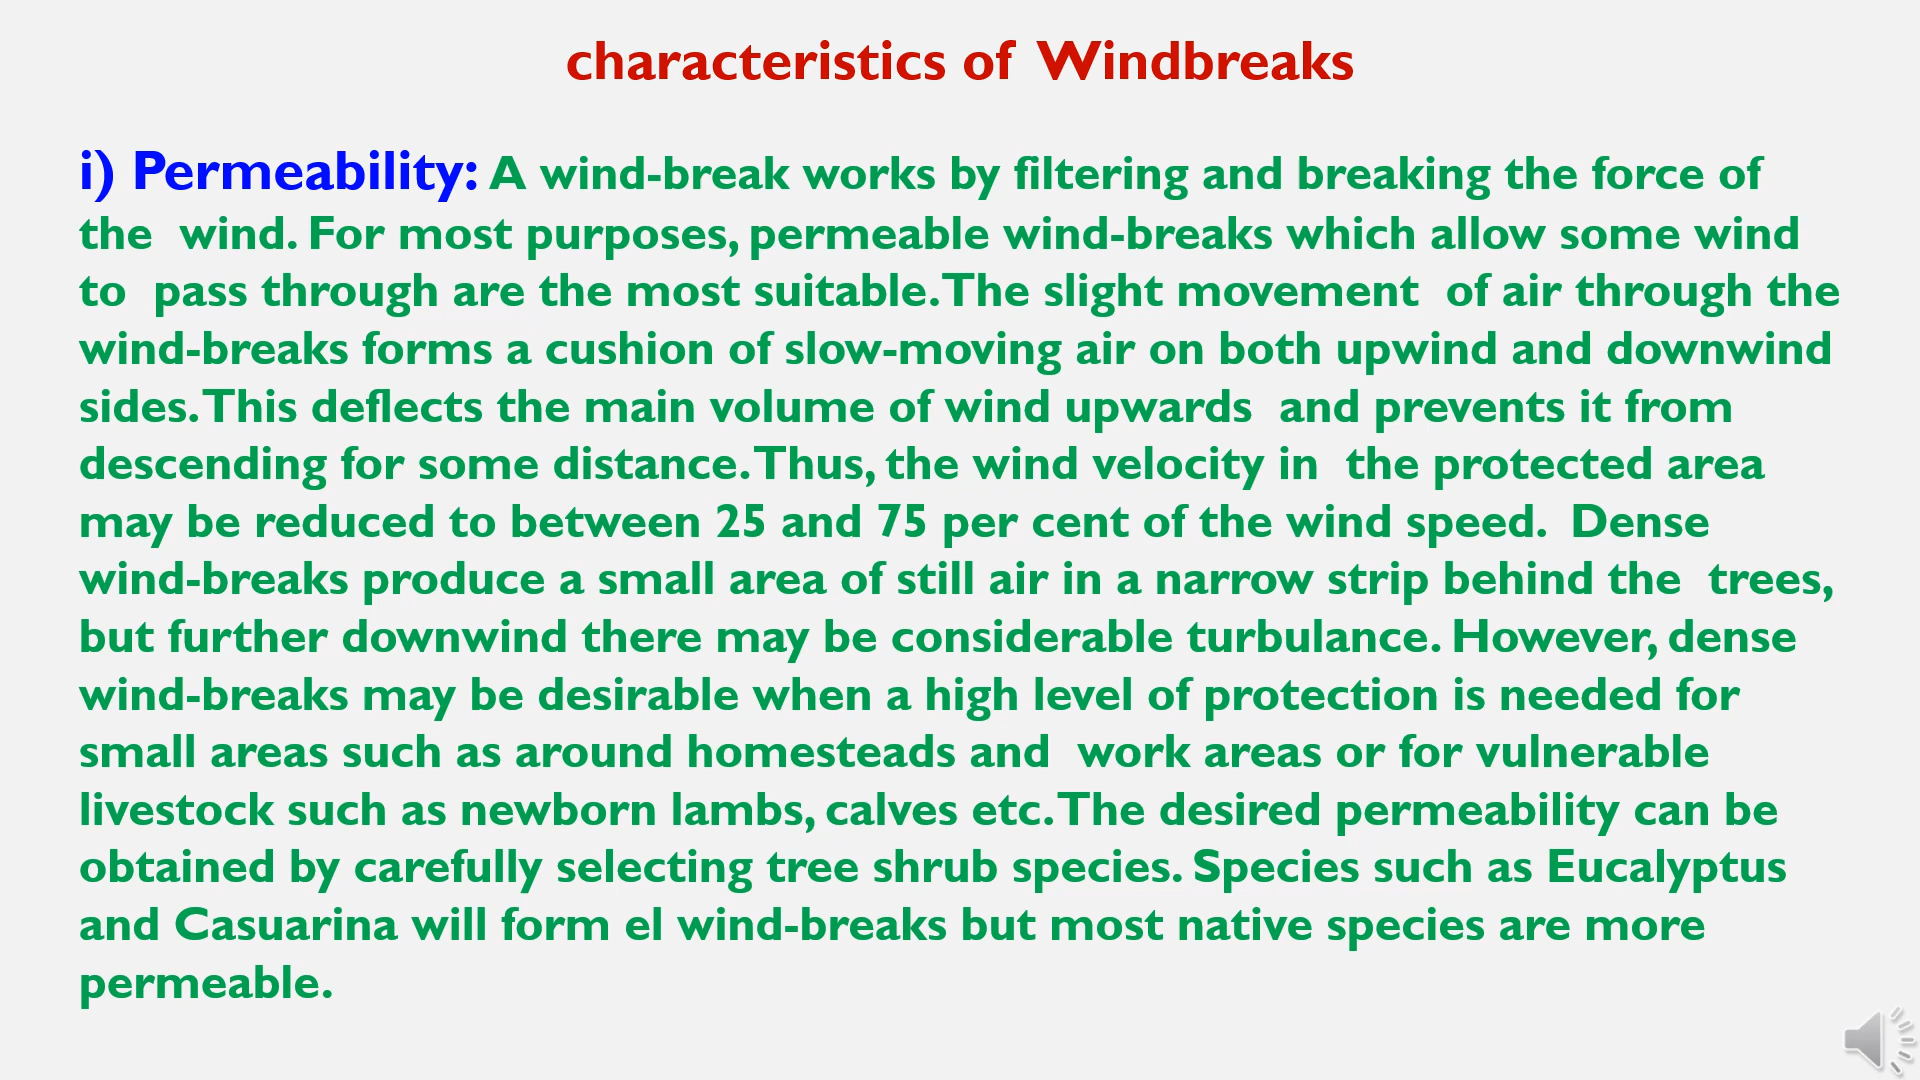 characteristics of Windbreaks
i) Permeability: A wind-break works by filtering and breaking the force of
the wind. For most purposes, permeable wind-breaks which allow some wind
to pass through are the most suitable. The slight movement of air through the
wind-breaks forms a cushion of slow-moving air on both upwind and downwind
sides. This deflects the main volume of wind upwards and prevents it from
descending for some distance. Thus, the wind velocity in the protected area
may be reduced to between 25 and 75 per cent of the wind speed. Dense
wind-breaks produce a small area of still air in a narrow strip behind the trees,
but further downwind there may be considerable turbulance. However, dense
wind-breaks may be desirable when a high level of protection is needed for
small areas such as around homesteads and work areas or for vulnerable
livestock such as newborn lambs, calves etc. The desired permeability can be
obtained by carefully selecting tree shrub species. Species such as Eucalyptus
and Casuarina will form el wind-breaks but most native species are more
permeable.